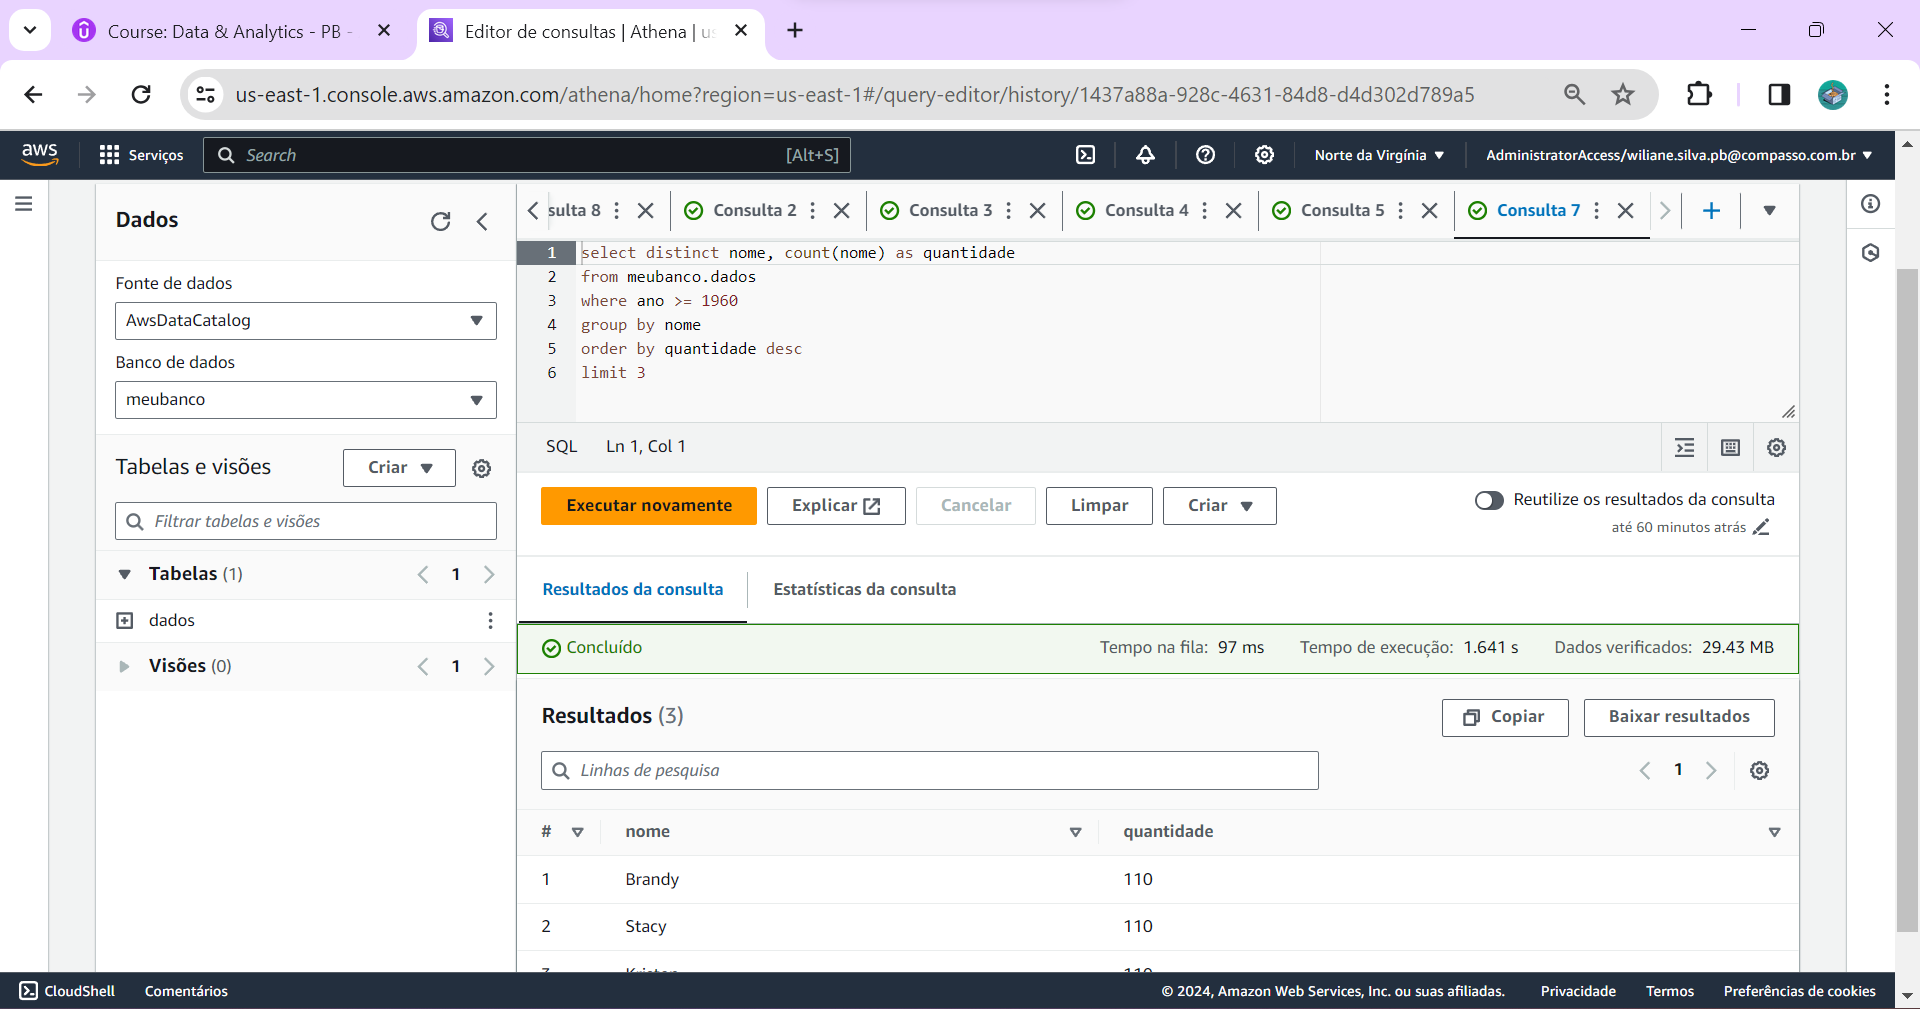 Course: Data & Analytics - PB -
Editor de consultas | Athena | us
us-east-1.console.aws.amazon.com/athena/home?region=us-east-1#/query-editor/history/1437a88a-928c-4631-84d8-d4d302d789a5
aws
Serviços
Search
[Alt+S]
Norte da Virgínia
AdministratorAccess/wiliane.silva.pb@compasso.com.br
Dados
Fonte de dados
AwsDataCatalog
Banco de dados
meubanco
Tabelas e visões
Criar
Filtrar tabelas e visões
Tabelas (1)
1
dados
Visões (0)
1
sulta 8
Consulta 2
Consulta 3
Consulta 4
Consulta 5
Consulta 7
1 select distinct nome, count(nome) as quantidade
2 from meubanco.dados
3 where ano >= 1960
4 group by nome
5 order by quantidade desc
6 limit 3
SQL Ln 1, Col 1
Executar novamente
Explicar
Cancelar
Limpar
Criar
Reutilize os resultados da consulta
até 60 minutos atrás
Resultados da consulta
Estatísticas da consulta
Concluído
Tempo na fila: 97 ms
Tempo de execução: 1.641 s
Dados verificados: 29.43 MB
Resultados (3)
Copiar
Baixar resultados
Linhas de pesquisa
1
# nome quantidade
1 Brandy 110
2 Stacy 110
CloudShell
Comentários
© 2024, Amazon Web Services, Inc. ou suas afiliadas.
Privacidade
Termos
Preferências de cookies